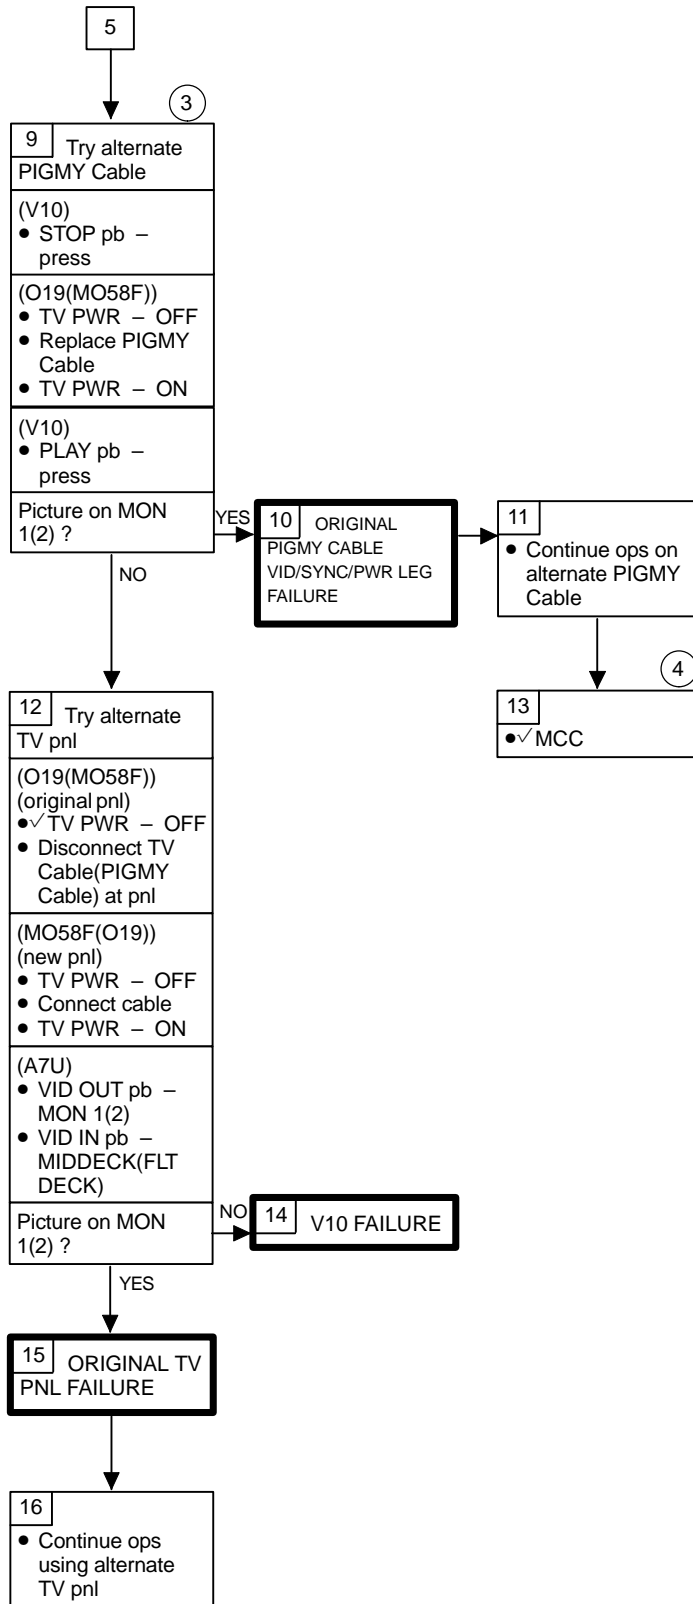 5
3
9 Try alternate
PIGMY Cable
(V10)
• STOP pb –
press
(O19(MO58F))
• TV PWR – OFF
• Replace PIGMY
Cable
• TV PWR – ON
(V10)
• PLAY pb –
press
Picture on MON
1(2) ?
YES
NO
10 ORIGINAL
PIGMY CABLE
VID/SYNC/PWR LEG
FAILURE
11
• Continue ops on
alternate PIGMY
Cable
4
13
•√ MCC
12 Try alternate
TV pnl
(O19(MO58F))
(original pnl)
•√ TV PWR – OFF
• Disconnect TV
Cable(PIGMY
Cable) at pnl
(MO58F(O19))
(new pnl)
• TV PWR – OFF
• Connect cable
• TV PWR – ON
(A7U)
• VID OUT pb –
MON 1(2)
• VID IN pb –
MIDDECK(FLT
DECK)
Picture on MON
1(2) ?
NO
YES
14 V10 FAILURE
15 ORIGINAL TV
PNL FAILURE
16
• Continue ops
using alternate
TV pnl